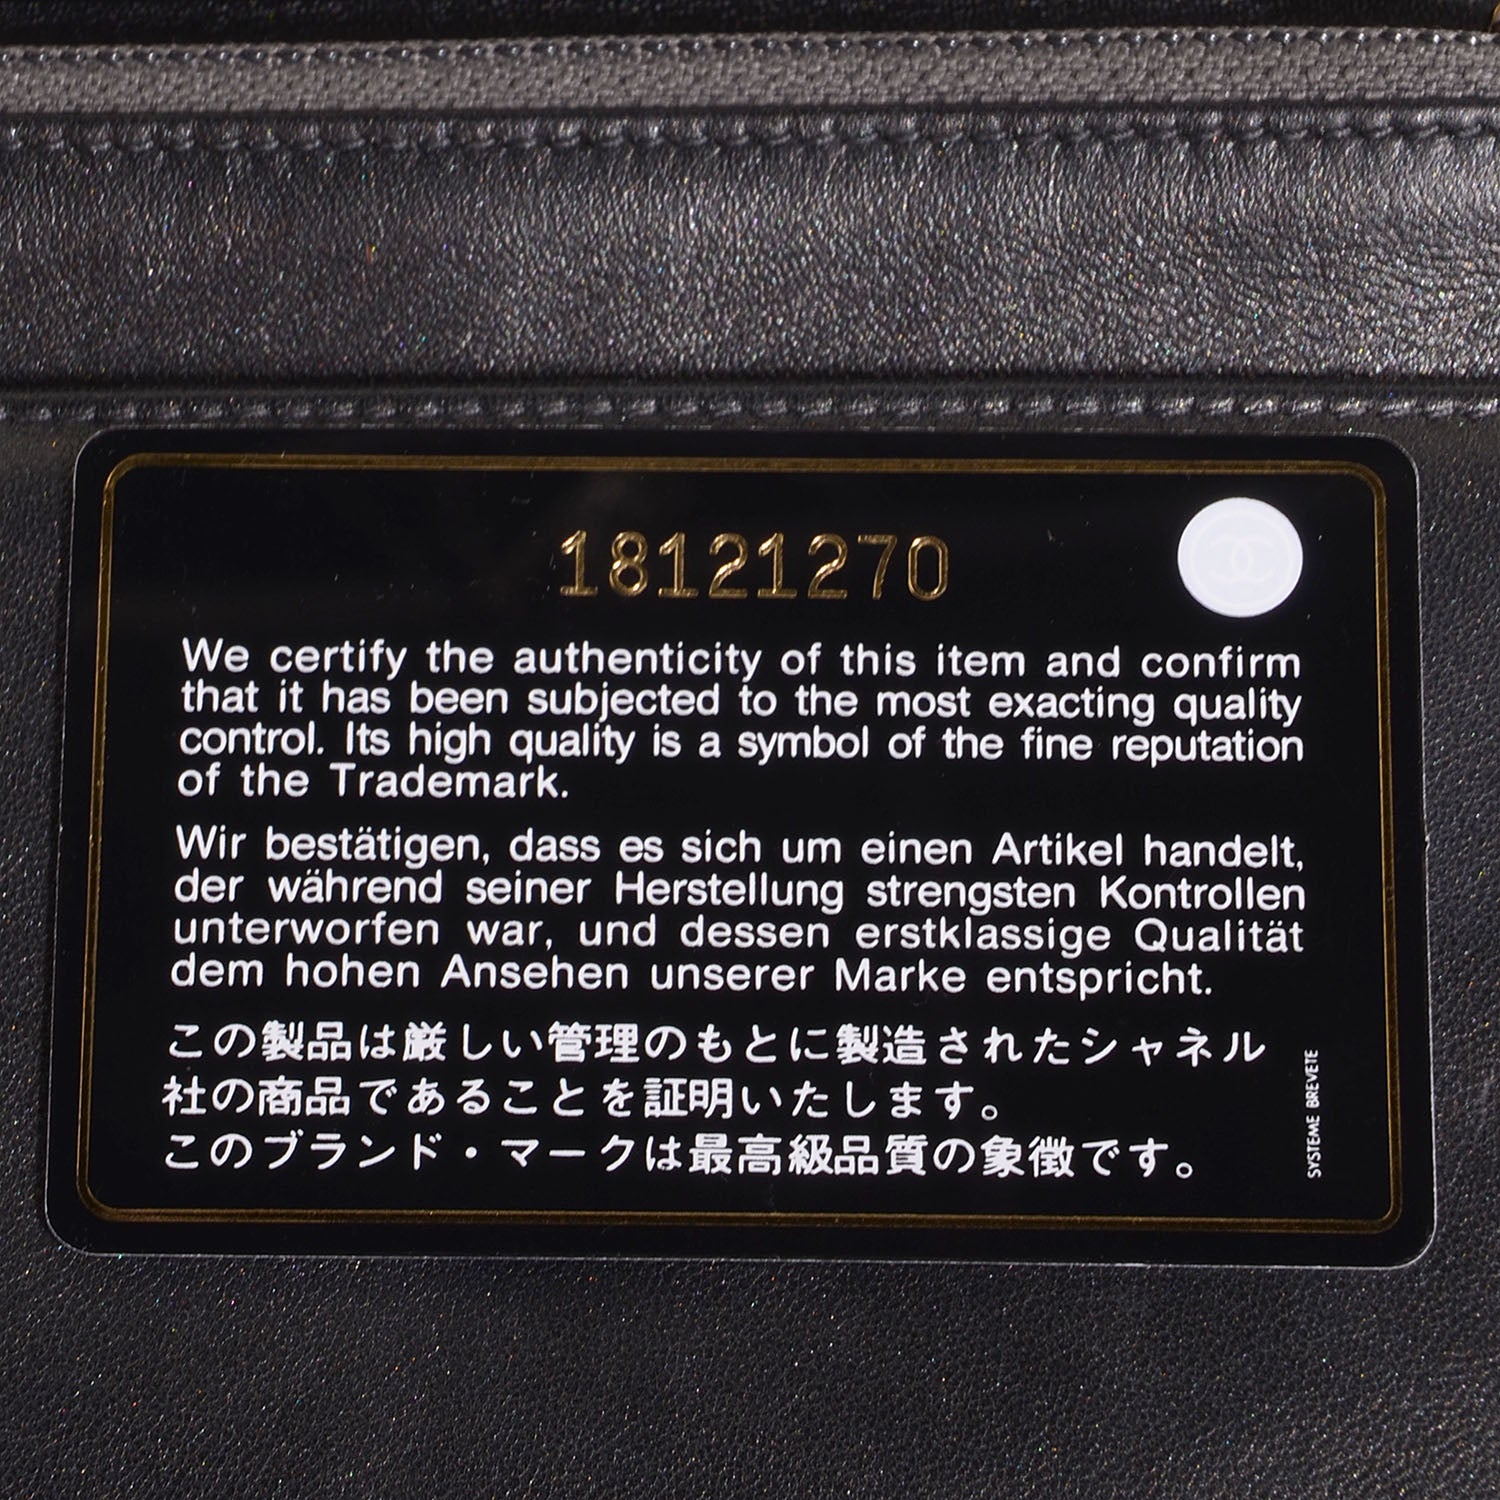 18121270
We certify the authenticity of this item and confirm
that it has been subjected to the most exacting quality
control. Its high quality is a symbol of the fine reputation
of the Trademark.
Wir bestätigen, dass es sich um einen Artikel handelt,
der während seiner Herstellung strengsten Kontrollen
unterworfen war, und dessen erstklassige Qualität
dem hohen Ansehen unserer Marke entspricht.
この製品は厳しい管理のもとに製造されたシャネル
社の商品であることを証明いたします。
このブランド・マークは最高級品質の象徴です。
SYSTEME BREVETE